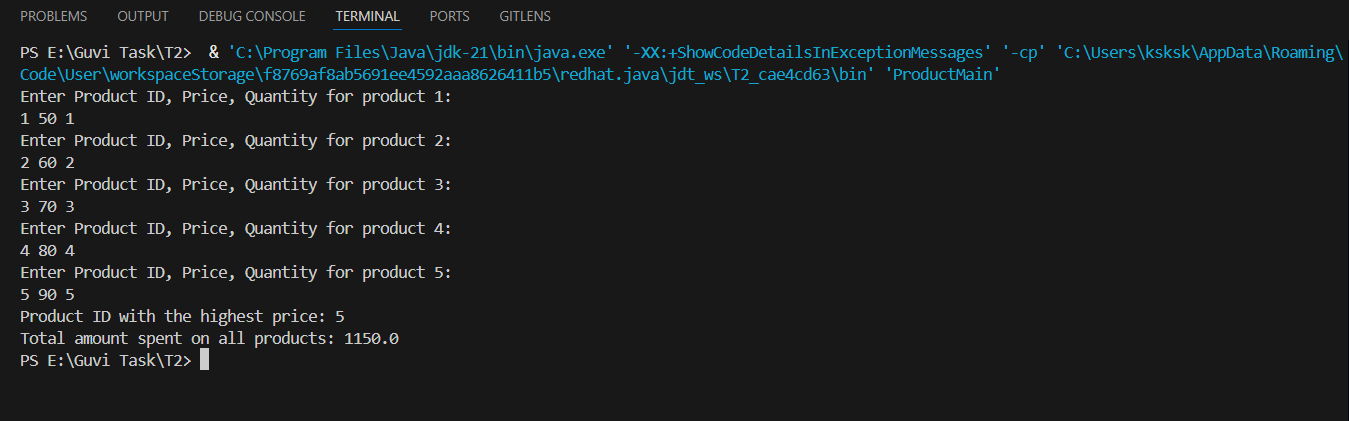 PROBLEMS OUTPUT DEBUG CONSOLE TERMINAL PORTS GITLENS
PS E:\Guvi Task\T2>  & 'C:\Program Files\Java\jdk-21\bin\java.exe' '-XX:+ShowCodeDetailsInExceptionMessages' '-cp' 'C:\Users\ksksk\AppData\Roaming\
Code\User\workspaceStorage\f8769af8ab5691ee4592aaa8626411b5\redhat.java\jdt_ws\T2_cae4cd63\bin' 'ProductMain'
Enter Product ID, Price, Quantity for product 1:
1 50 1
Enter Product ID, Price, Quantity for product 2:
2 60 2
Enter Product ID, Price, Quantity for product 3:
3 70 3
Enter Product ID, Price, Quantity for product 4:
4 80 4
Enter Product ID, Price, Quantity for product 5:
5 90 5
Product ID with the highest price: 5
Total amount spent on all products: 1150.0
PS E:\Guvi Task\T2>